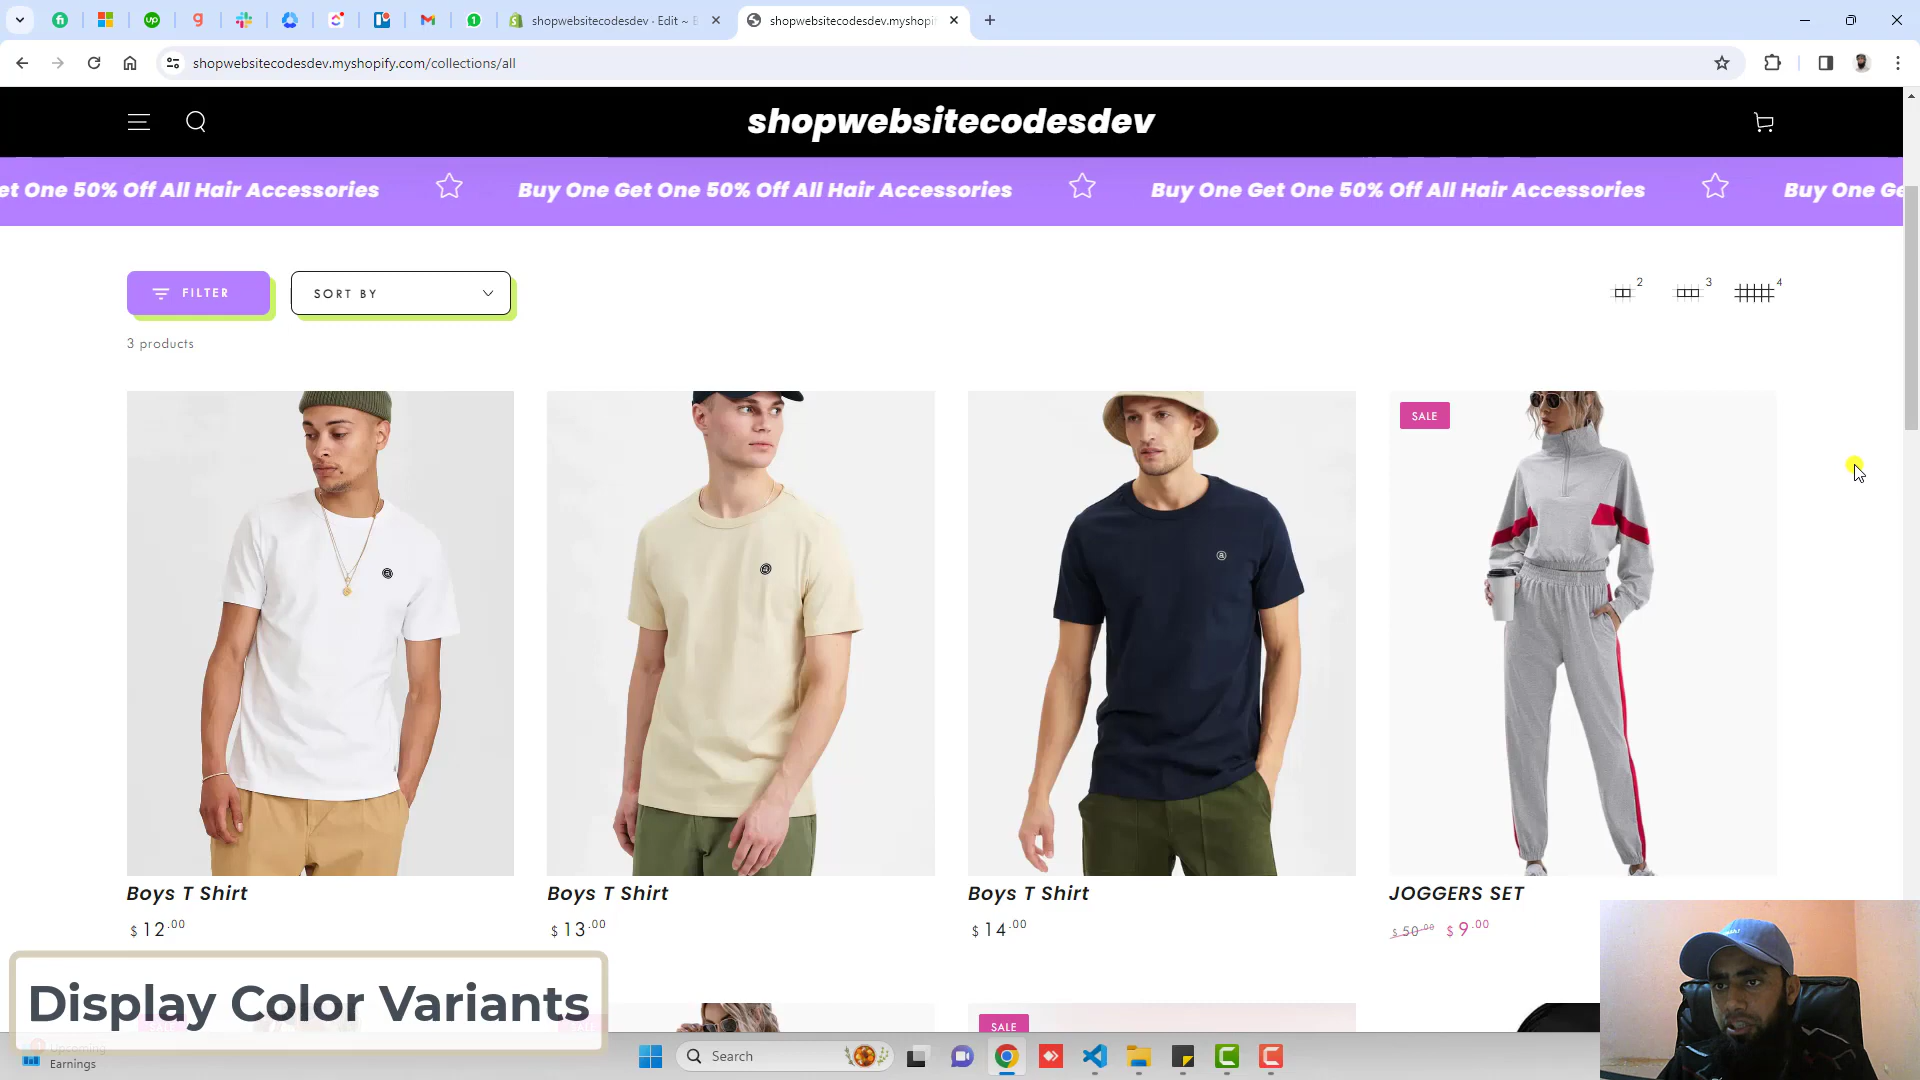 shopwebsitecodesdev · Edit ~
shopwebsitecodesdev.myshopif
shopwebsitecodesdev.myshopify.com/collections/all
shopwebsitecodesdev
et One 50% Off All Hair Accessories
Buy One Get One 50% Off All Hair Accessories
Buy One Get One 50% Off All Hair Accessories
Buy One Ge
FILTER
SORT BY
2
3
4
3 products
SALE
Boys T Shirt
Boys T Shirt
Boys T Shirt
JOGGERS SET
$ 12.00
$ 13.00
$ 14.00
$ 50.00 $ 9.00
Display Color Variants
SALE
Upcoming
Earnings
Search